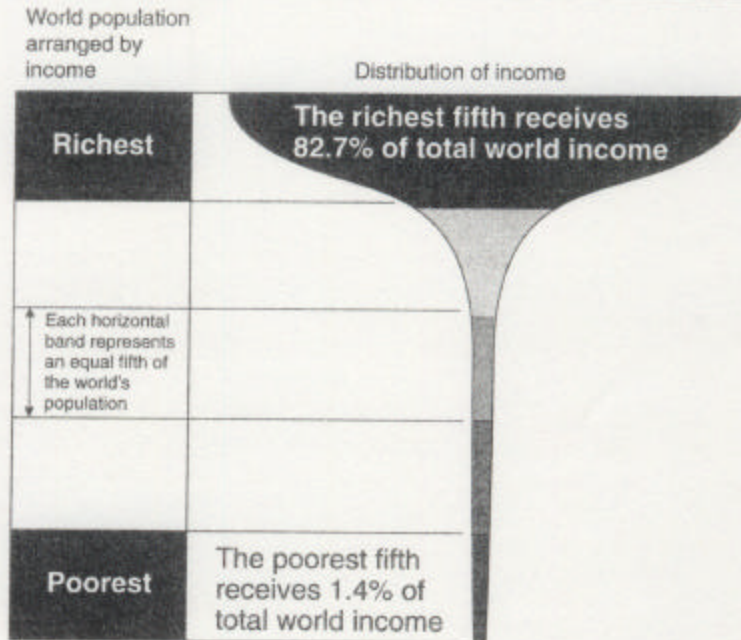 World population
arranged by
income
Distribution of income
Richest
The richest fifth receives
82.7% of total world income
Each horizontal
band represents
an equal fifth of
the world's
population
Poorest
The poorest fifth
receives 1.4% of
total world income